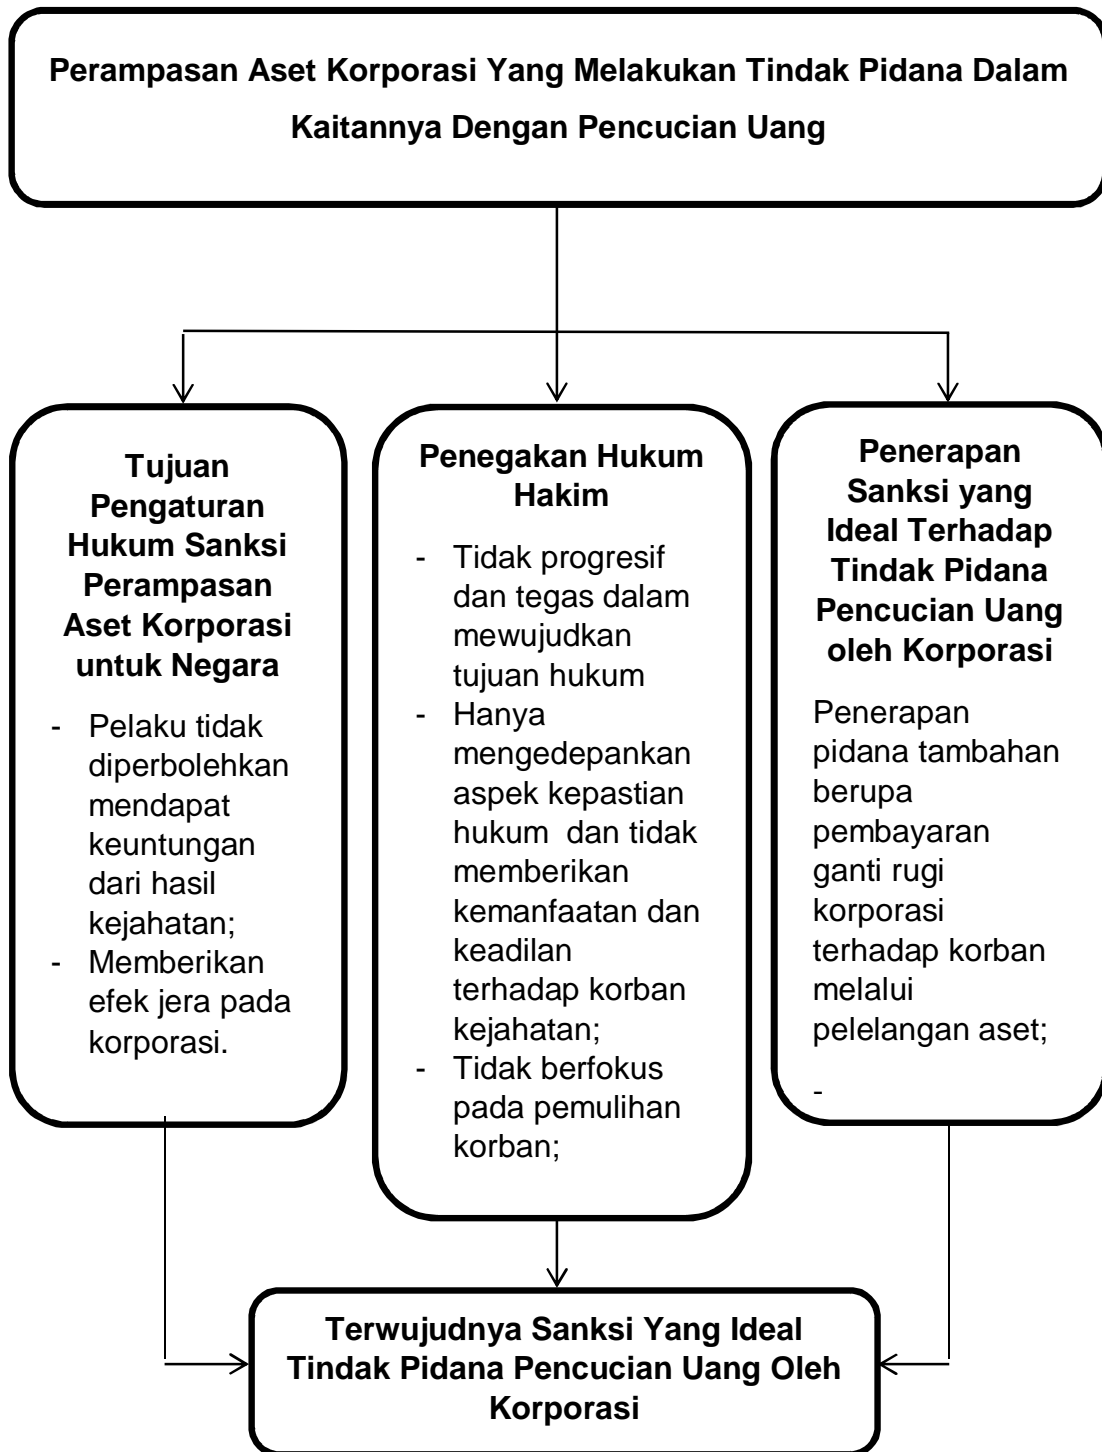 Perampasan Aset Korporasi Yang Melakukan Tindak Pidana Dalam
Kaitannya Dengan Pencucian Uang
Tujuan
Pengaturan
Hukum Sanksi
Perampasan
Aset Korporasi
untuk Negara
- Pelaku tidak
diperbolehkan
mendapat
keuntungan
dari hasil
kejahatan;
- Memberikan
efek jera pada
korporasi.
Penegakan Hukum
Hakim
- Tidak progresif
dan tegas dalam
mewujudkan
tujuan hukum
- Hanya
mengedepankan
aspek kepastian
hukum dan tidak
memberikan
kemanfaatan dan
keadilan
terhadap korban
kejahatan;
- Tidak berfokus
pada pemulihan
korban;
Penerapan
Sanksi yang
Ideal Terhadap
Tindak Pidana
Pencucian Uang
oleh Korporasi
Penerapan
pidana tambahan
berupa
pembayaran
ganti rugi
korporasi
terhadap korban
melalui
pelelangan aset;
-
Terwujudnya Sanksi Yang Ideal
Tindak Pidana Pencucian Uang Oleh
Korporasi